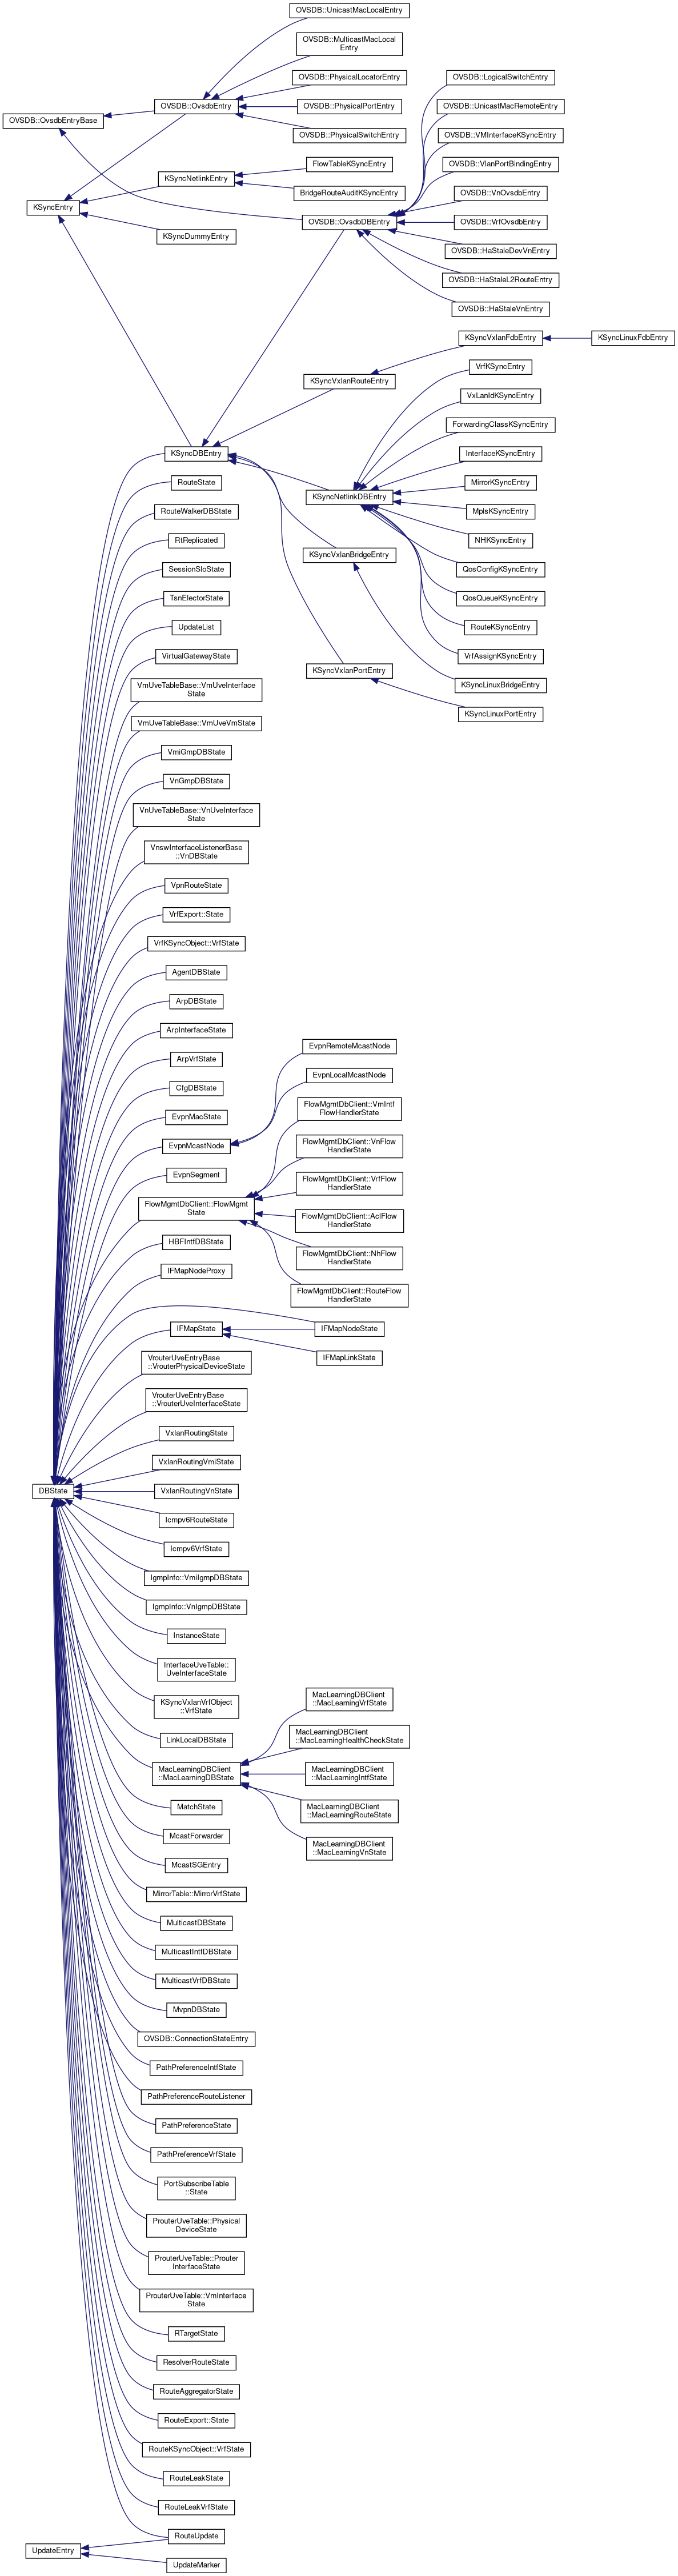 OVSDB::UnicastMacLocalEntry
OVSDB::MulticastMacLocal
Entry
OVSDB::PhysicalLocatorEntry
OVSDB::LogicalSwitchEntry
OVSDB::OvsdbEntry
OVSDB::PhysicalPortEntry
OVSDB::UnicastMacRemoteEntry
OVSDB::OvsdbEntryBase
OVSDB::PhysicalSwitchEntry
OVSDB::VMInterfaceKSyncEntry
FlowTableKSyncEntry
OVSDB::VlanPortBindingEntry
KSyncNetlinkEntry
BridgeRouteAuditKSyncEntry
OVSDB::VnOvsdbEntry
KSyncEntry
OVSDB::OvsdbDBEntry
OVSDB::VrfOvsdbEntry
KSyncDummyEntry
OVSDB::HaStaleDevVnEntry
OVSDB::HaStaleL2RouteEntry
OVSDB::HaStaleVnEntry
KSyncVxlanFdbEntry
KSyncLinuxFdbEntry
VrfKSyncEntry
KSyncVxlanRouteEntry
VxLanIdKSyncEntry
ForwardingClassKSyncEntry
KSyncDBEntry
InterfaceKSyncEntry
RouteState
MirrorKSyncEntry
KSyncNetlinkDBEntry
RouteWalkerDBState
MplsKSyncEntry
RtReplicated
NHKSyncEntry
KSyncVxlanBridgeEntry
SessionSloState
QosConfigKSyncEntry
TsnElectorState
QosQueueKSyncEntry
UpdateList
RouteKSyncEntry
VirtualGatewayState
VrfAssignKSyncEntry
KSyncVxlanPortEntry
KSyncLinuxBridgeEntry
VmUveTableBase::VmUveInterface
State
KSyncLinuxPortEntry
VmUveTableBase::VmUveVmState
VmiGmpDBState
VnGmpDBState
VnUveTableBase::VnUveInterface
State
VnswInterfaceListenerBase
::VnDBState
VpnRouteState
VrfExport::State
VrfKSyncObject::VrfState
AgentDBState
ArpDBState
ArpInterfaceState
EvpnRemoteMcastNode
ArpVrfState
EvpnLocalMcastNode
CfgDBState
FlowMgmtDbClient::VmIntf
FlowHandlerState
EvpnMacState
FlowMgmtDbClient::VnFlow
HandlerState
EvpnMcastNode
EvpnSegment
FlowMgmtDbClient::VrfFlow
HandlerState
FlowMgmtDbClient::FlowMgmt
State
FlowMgmtDbClient::AclFlow
HandlerState
HBFIntfDBState
FlowMgmtDbClient::NhFlow
HandlerState
IFMapNodeProxy
FlowMgmtDbClient::RouteFlow
HandlerState
IFMapState
IFMapNodeState
IFMapLinkState
VrouterUveEntryBase
::VrouterPhysicalDeviceState
VrouterUveEntryBase
::VrouterUveInterfaceState
VxlanRoutingState
VxlanRoutingVmiState
DBState
VxlanRoutingVnState
Icmpv6RouteState
Icmpv6VrfState
IgmpInfo::VmiIgmpDBState
IgmpInfo::VnIgmpDBState
InstanceState
InterfaceUveTable::
UveInterfaceState
KSyncVxlanVrfObject
::VrfState
MacLearningDBClient
::MacLearningVrfState
LinkLocalDBState
MacLearningDBClient
::MacLearningHealthCheckState
MacLearningDBClient
::MacLearningDBState
MacLearningDBClient
::MacLearningIntfState
MatchState
MacLearningDBClient
::MacLearningRouteState
McastForwarder
MacLearningDBClient
::MacLearningVnState
McastSGEntry
MirrorTable::MirrorVrfState
MulticastDBState
MulticastIntfDBState
MulticastVrfDBState
MvpnDBState
OVSDB::ConnectionStateEntry
PathPreferenceIntfState
PathPreferenceRouteListener
PathPreferenceState
PathPreferenceVrfState
PortSubscribeTable
::State
ProuterUveTable::Physical
DeviceState
ProuterUveTable::Prouter
InterfaceState
ProuterUveTable::VmInterface
State
RTargetState
ResolverRouteState
RouteAggregatorState
RouteExport::State
RouteKSyncObject::VrfState
RouteLeakState
RouteLeakVrfState
RouteUpdate
UpdateEntry
UpdateMarker